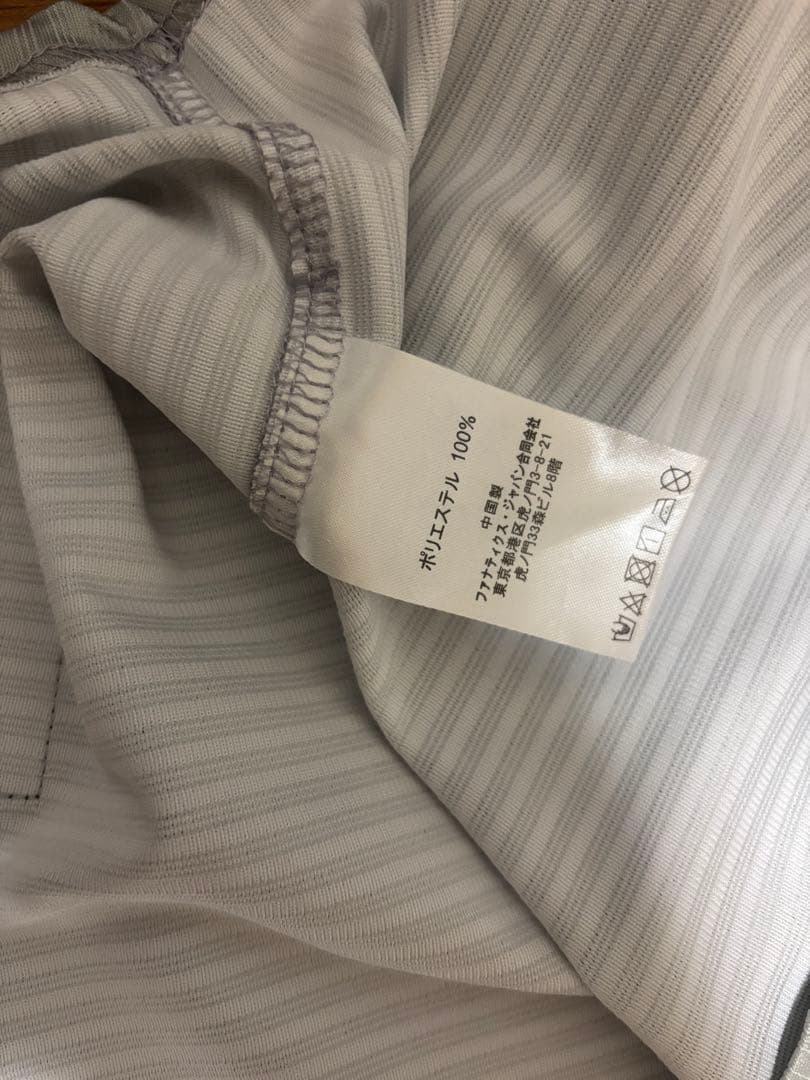 ポリエステル 100%
中国製
ファナティクス・ジャパン合同会社
東京都港区虎ノ門3-8-21
虎ノ門33森ビル8階